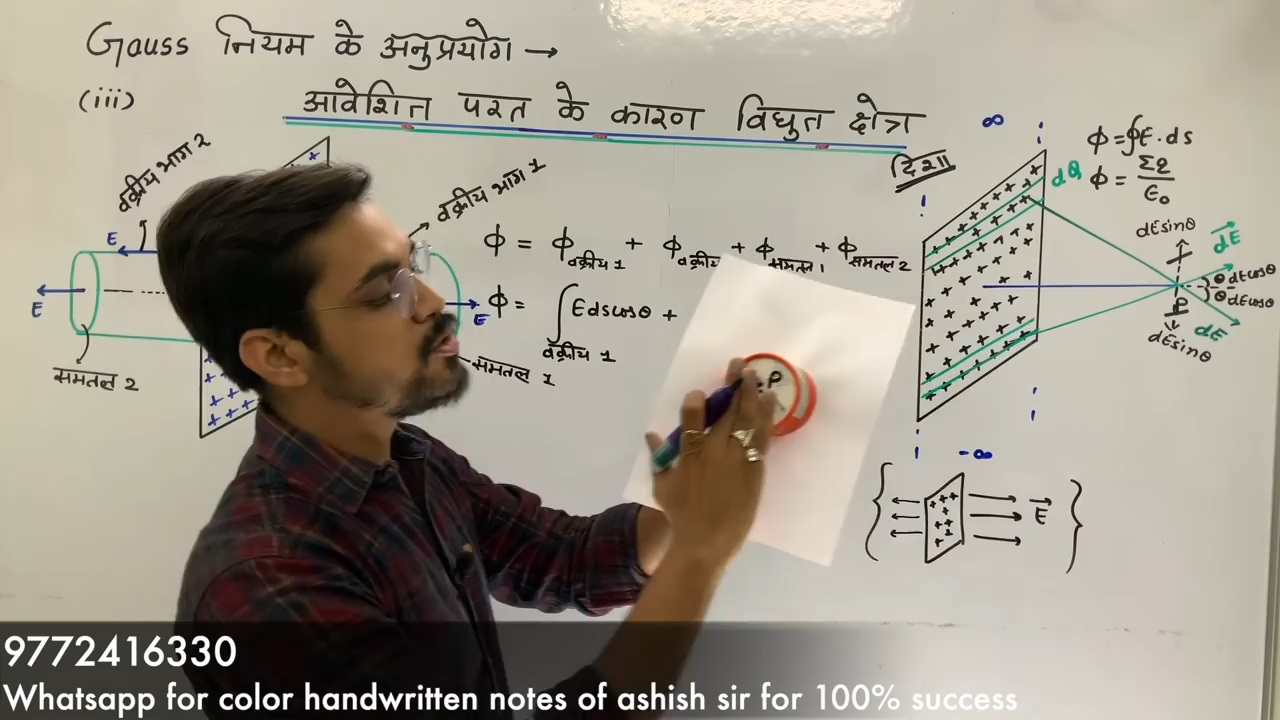 Gauss नियम के अनुप्रयोग →
(iii)
आवेशित परत के कारण विद्युत क्षेत्र
दिशा
वक्रीय भाग 2
वक्रीय भाग 1
E
E
E
समतल 2
समतल 1
φ = φवक्रीय 1 + φवक्रीय + φसमतल 1 + φसमतल 2
φ = ∫वक्रीय 1 Edscosθ +
P
∞
φ = ∮E·ds
φ = Σq/ε₀
dQ
dEsinθ
dE
θ dEcosθ
θ dEcosθ
P
dE
dEsinθ
-∞
E
9772416330
Whatsapp for color handwritten notes of ashish sir for 100% success